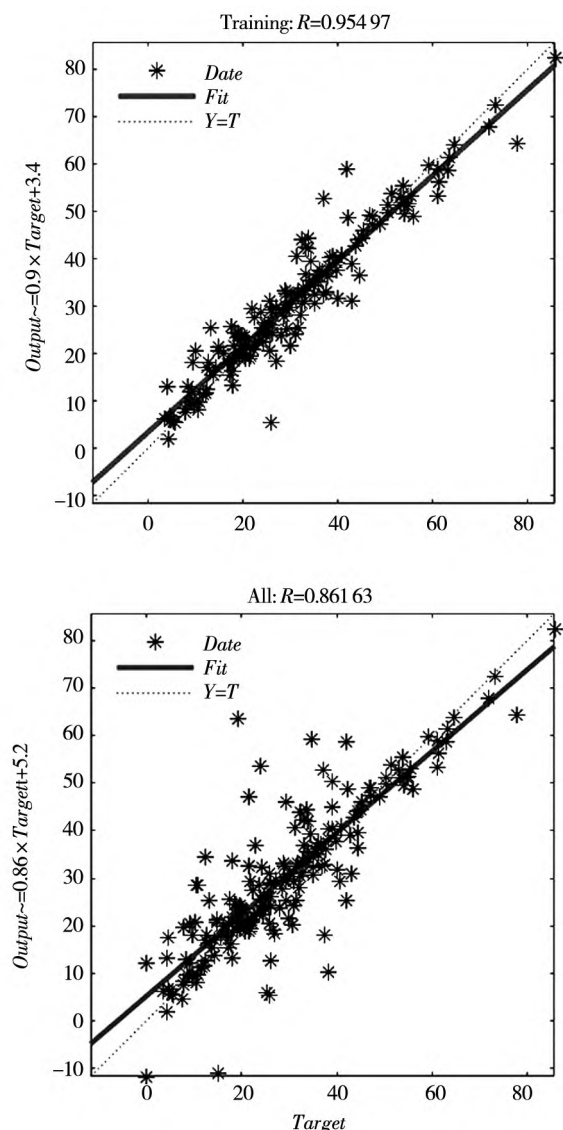 Training: R=0.954 97
80
70
60
50
40
30
20
10
0
−10
Date
Fit
Y=T
Output~=0.9×Target+3.4
0 20 40 60 80
All: R=0.861 63
80
70
60
50
40
30
20
10
0
−10
Date
Fit
Y=T
Output~=0.86×Targett+5.2
0 20 40 60 80
Target